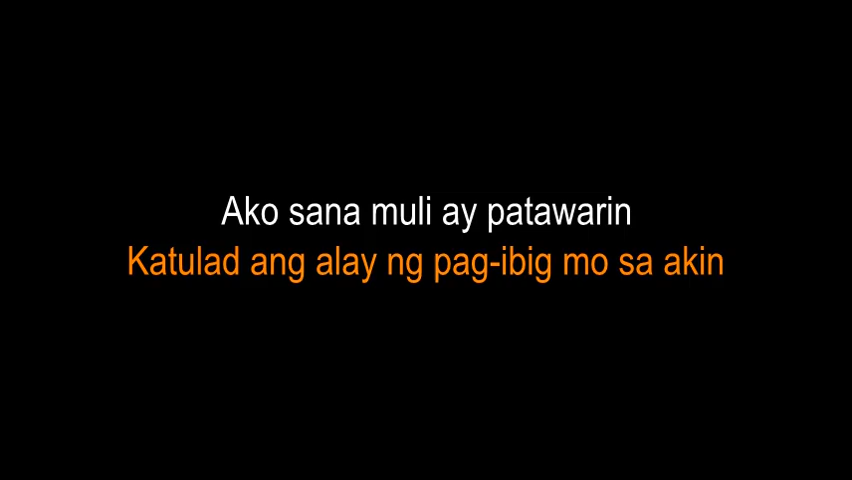 Ako sana muli ay patawarin
Katulad ang alay ng pag-ibig mo sa akin